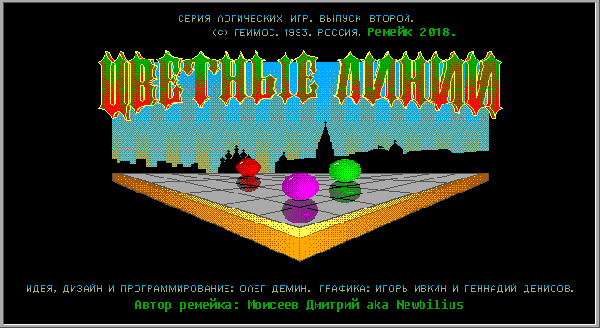 СЕРИЯ ЛОГИЧЕСКИХ ИГР. ВЫПУСК ВТОРОЙ.
(C) ГЕЙМОС. 1993. РОССИЯ. Ремейк 2018.
ЦВЕТНЫЕ ЛИНИИ
ИДЕЯ, ДИЗАЙН И ПРОГРАММИРОВАНИЕ: ОЛЕГ ДЕМИН. ГРАФИКА: ИГОРЬ ИВКИН И ГЕННАДИЙ ДЕНИСОВ.
Автор ремейка: Моисеев Дмитрий aka Newbilius